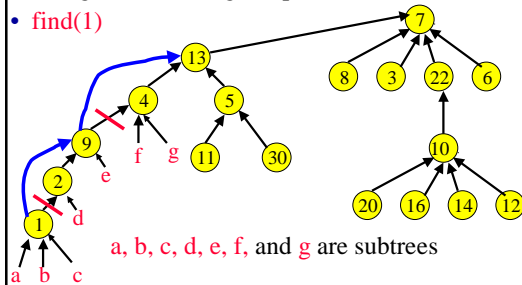 • find(1)
7
13
8 3 22 6
4 5
9
f g 11 30 10
e
2
20 16 14 12
d
1
a, b, c, d, e, f, and g are subtrees
a b c